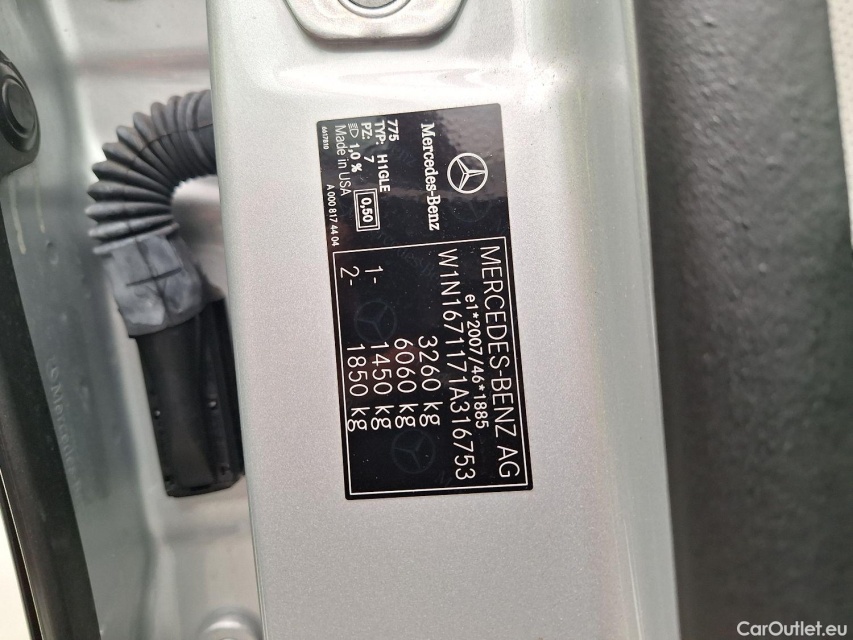 Mercedes-Benz
775
TYP: H1GLE
PZ: 7
1,0 %
0,50
Made in USA
6617810
A 000 817 44 04
MERCEDES-BENZ AG
W1N1671171A316753
e1*2007/46*1885
3260 kg
6060 kg
1- 1450 kg
2- 1850 kg
CarOutlet.eu